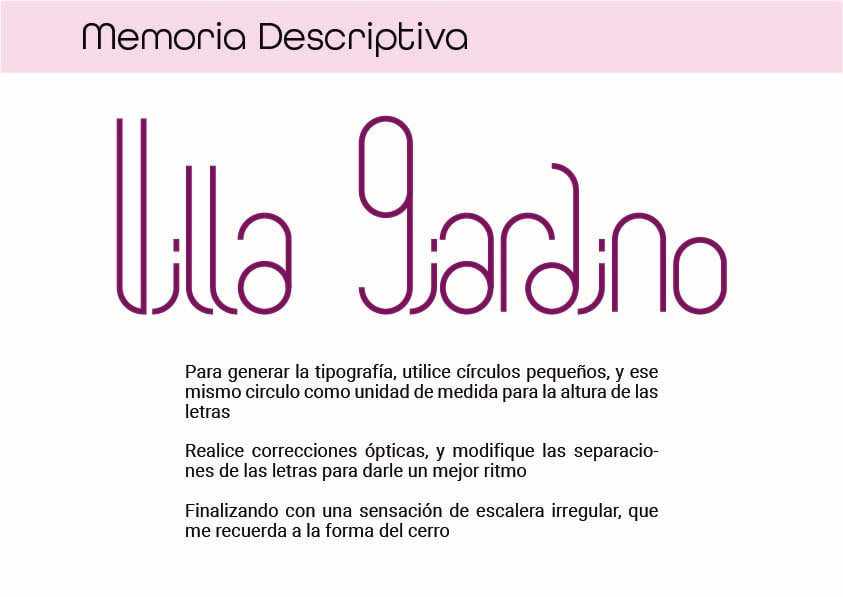 Memoria Descriptiva
Villa Giardino
Para generar la tipografía, utilice círculos pequeños, y ese
mismo circulo como unidad de medida para la altura de las
letras
Realice correcciones ópticas, y modifique las separacio-
nes de las letras para darle un mejor ritmo
Finalizando con una sensación de escalera irregular, que
me recuerda a la forma del cerro